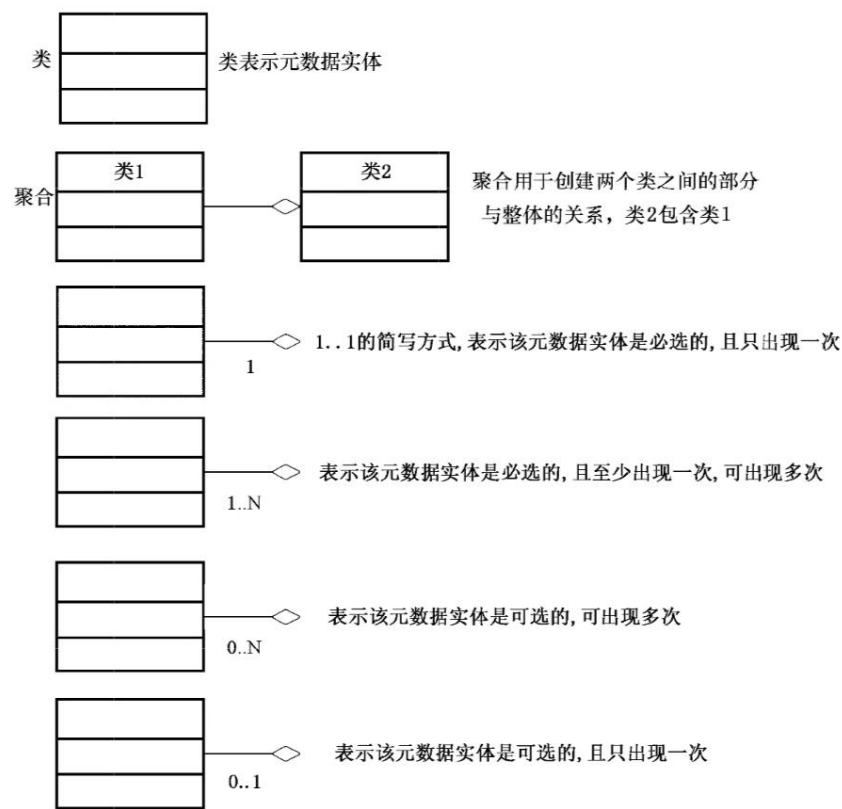 类
类表示元数据实体
聚合
类1
类2
聚合用于创建两个类之间的部分
与整体的关系，类2包含类1
1..1的简写方式,表示该元数据实体是必选的,且只出现一次
1
表示该元数据实体是必选的,且至少出现一次,可出现多次
1..N
表示该元数据实体是可选的,可出现多次
0..N
表示该元数据实体是可选的,且只出现一次
0..1